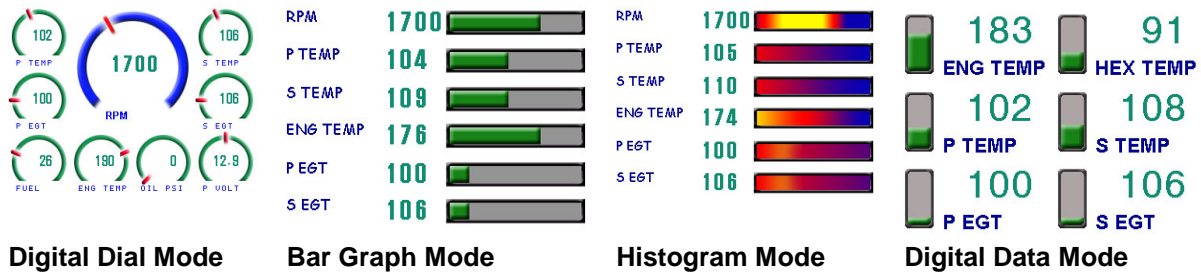 102
P TEMP
1700
RPM
106
S TEMP
100
P EGT
106
S EGT
26
FUEL
190
ENG TEMP
0
OIL PSI
12.9
P VOLT
Digital Dial Mode
RPM 1700
P TEMP 104
S TEMP 109
ENG TEMP 176
P EGT 100
S EGT 106
Bar Graph Mode
RPM 1700
P TEMP 105
S TEMP 110
ENG TEMP 174
P EGT 100
S EGT 106
Histogram Mode
183
ENG TEMP
91
HEX TEMP
102
P TEMP
108
S TEMP
100
P EGT
106
S EGT
Digital Data Mode